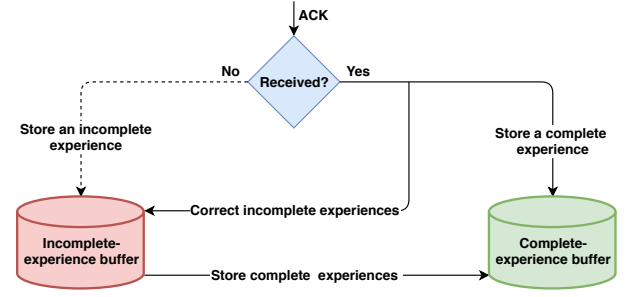 ACK
No
Received?
Yes
Store an incomplete
experience
Store a complete
experience
Correct incomplete experiences
Incomplete-
experience buffer
Complete-
experience buffer
Store complete experiences